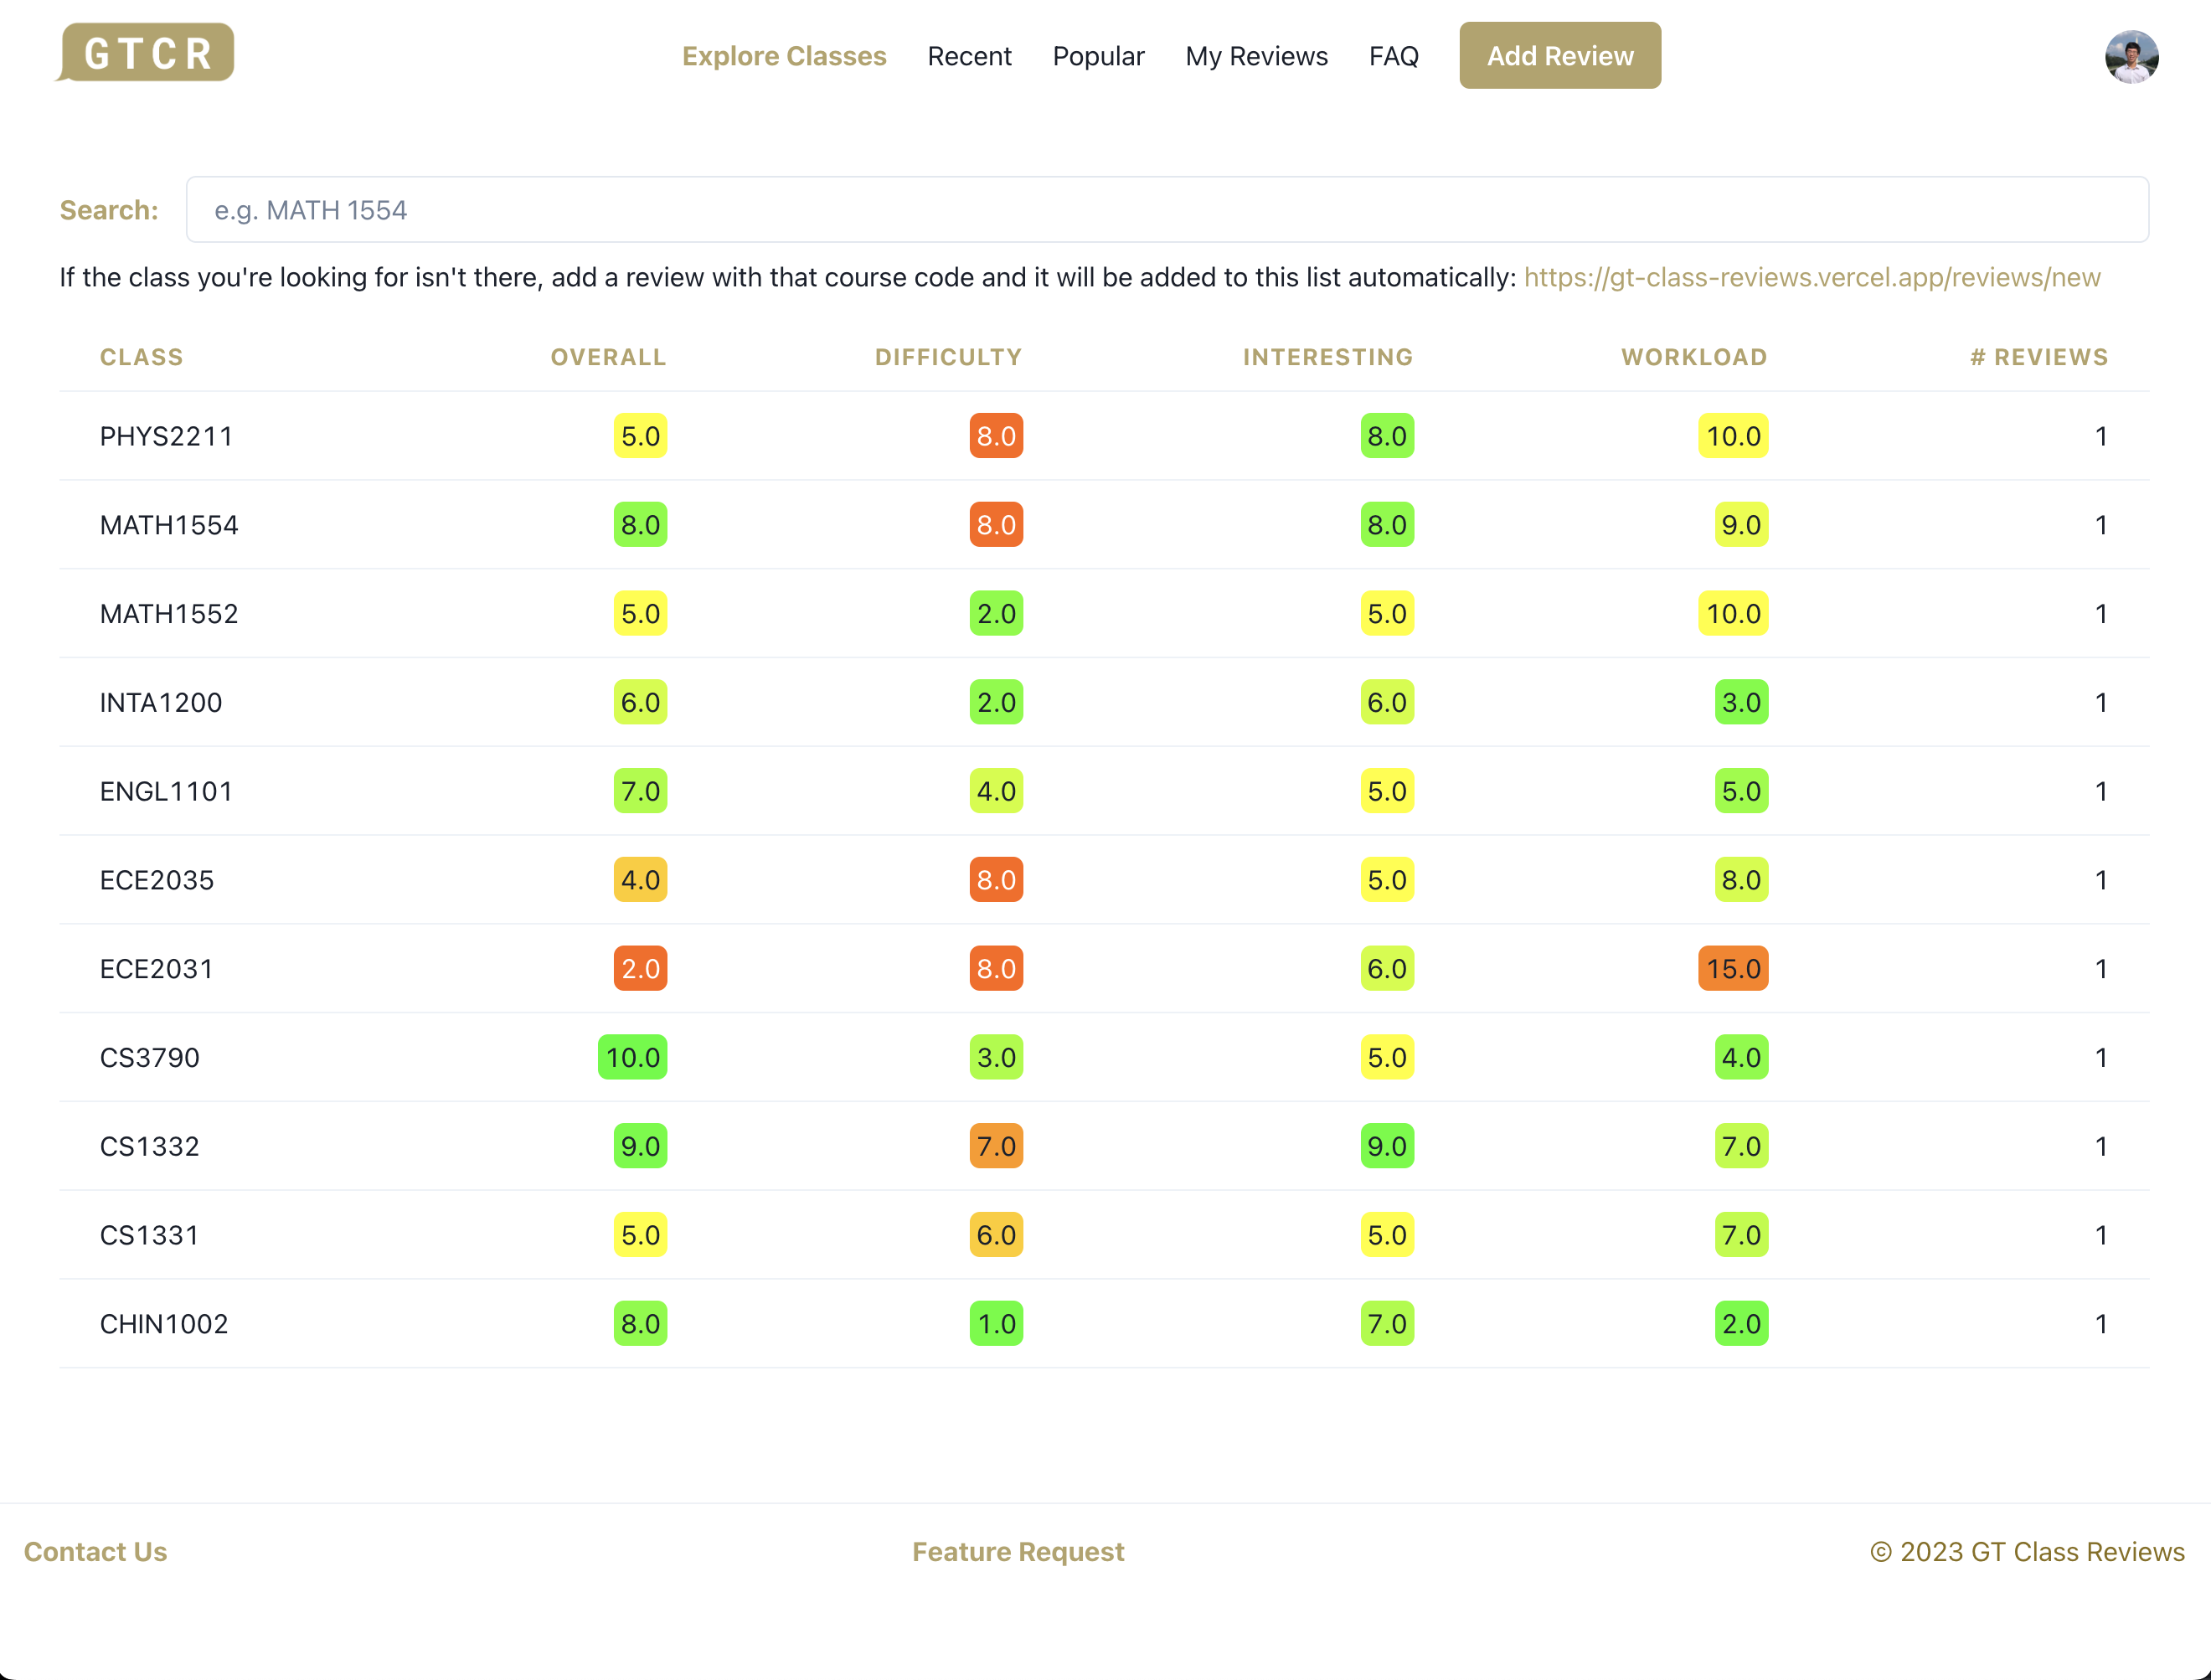 GTCR Explore Classes Recent Popular My Reviews FAQ Add Review
Search: e.g. MATH 1554
If the class you're looking for isn't there, add a review with that course code and it will be added to this list automatically: https://gt-class-reviews.vercel.app/reviews/new
CLASS OVERALL DIFFICULTY INTERESTING WORKLOAD # REVIEWS
PHYS2211 5.0 8.0 8.0 10.0 1
MATH1554 8.0 8.0 8.0 9.0 1
MATH1552 5.0 2.0 5.0 10.0 1
INTA1200 6.0 2.0 6.0 3.0 1
ENGL1101 7.0 4.0 5.0 5.0 1
ECE2035 4.0 8.0 5.0 8.0 1
ECE2031 2.0 8.0 6.0 15.0 1
CS3790 10.0 3.0 5.0 4.0 1
CS1332 9.0 7.0 9.0 7.0 1
CS1331 5.0 6.0 5.0 7.0 1
CHIN1002 8.0 1.0 7.0 2.0 1
Contact Us Feature Request © 2023 GT Class Reviews